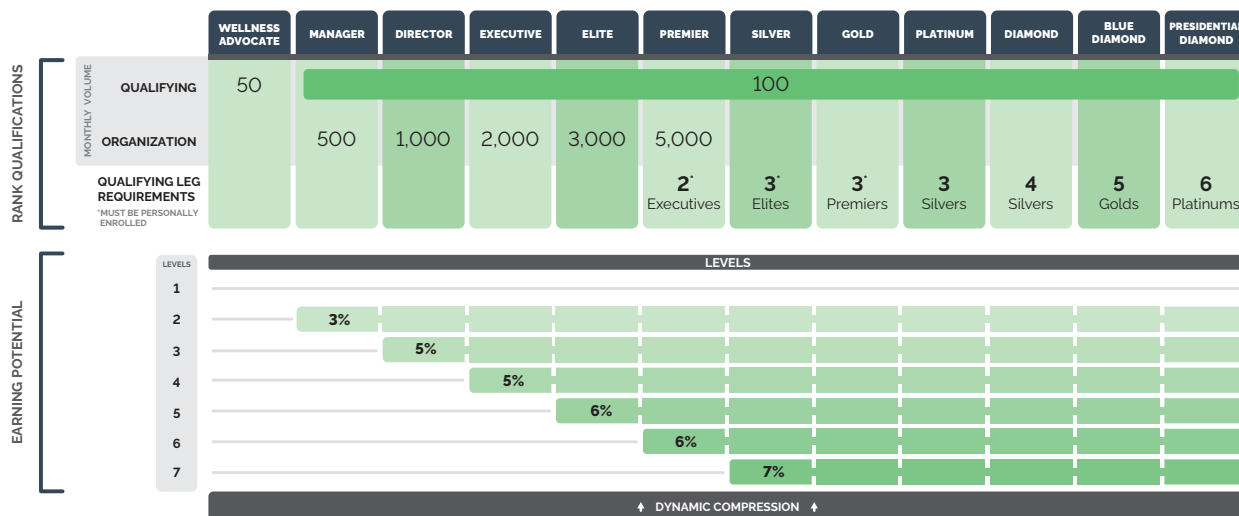 WELLNESS ADVOCATE MANAGER DIRECTOR EXECUTIVE ELITE PREMIER SILVER GOLD PLATINUM DIAMOND BLUE DIAMOND PRESIDENTIAL DIAMOND
RANK QUALIFICATIONS
MONTHLY VOLUME
QUALIFYING 50 100
ORGANIZATION 500 1,000 2,000 3,000 5,000
QUALIFYING LEG
REQUIREMENTS
*MUST BE PERSONALLY
ENROLLED
2* 3* 3* 3 4 5 6
Executives Elites Premiers Silvers Silvers Golds Platinums
EARNING POTENTIAL
LEVELS LEVELS
1
2 3%
3 5%
4 5%
5 6%
6 6%
7 7%
DYNAMIC COMPRESSION